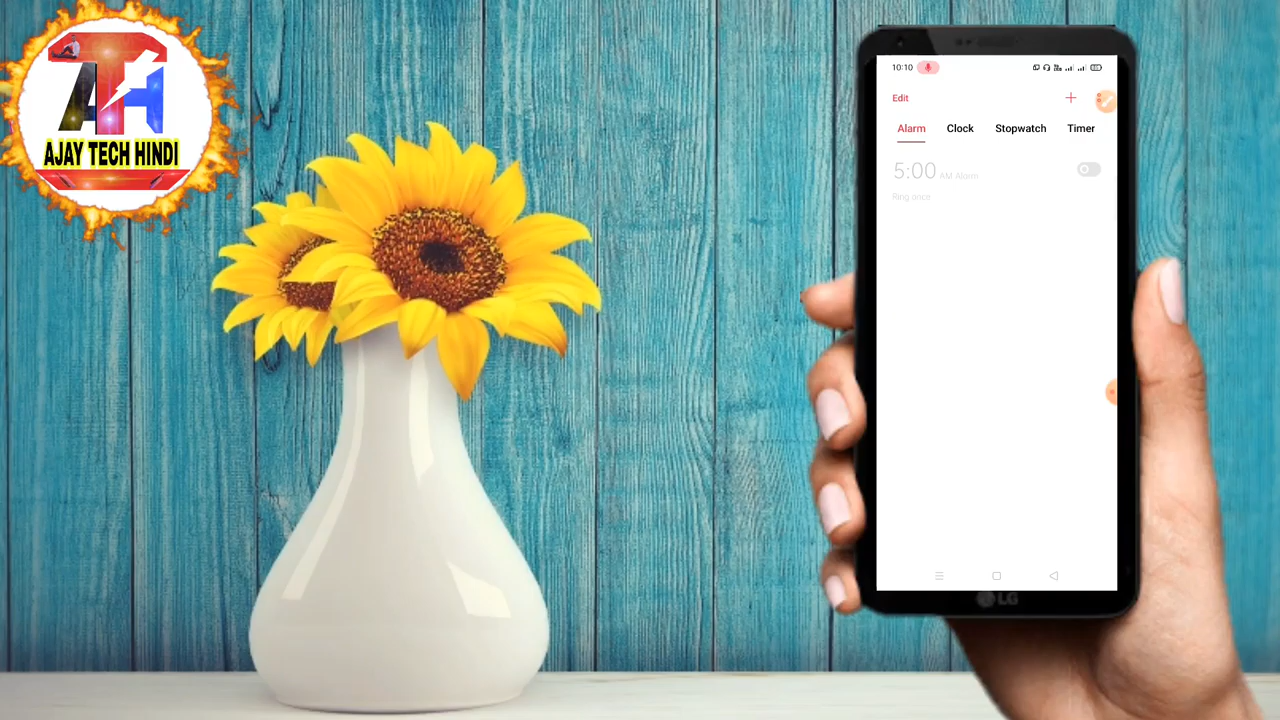 ATH
AJAY TECH HINDI
10:10
Edit
Alarm Clock Stopwatch Timer
5:00 AM Alarm
Ring once
LG